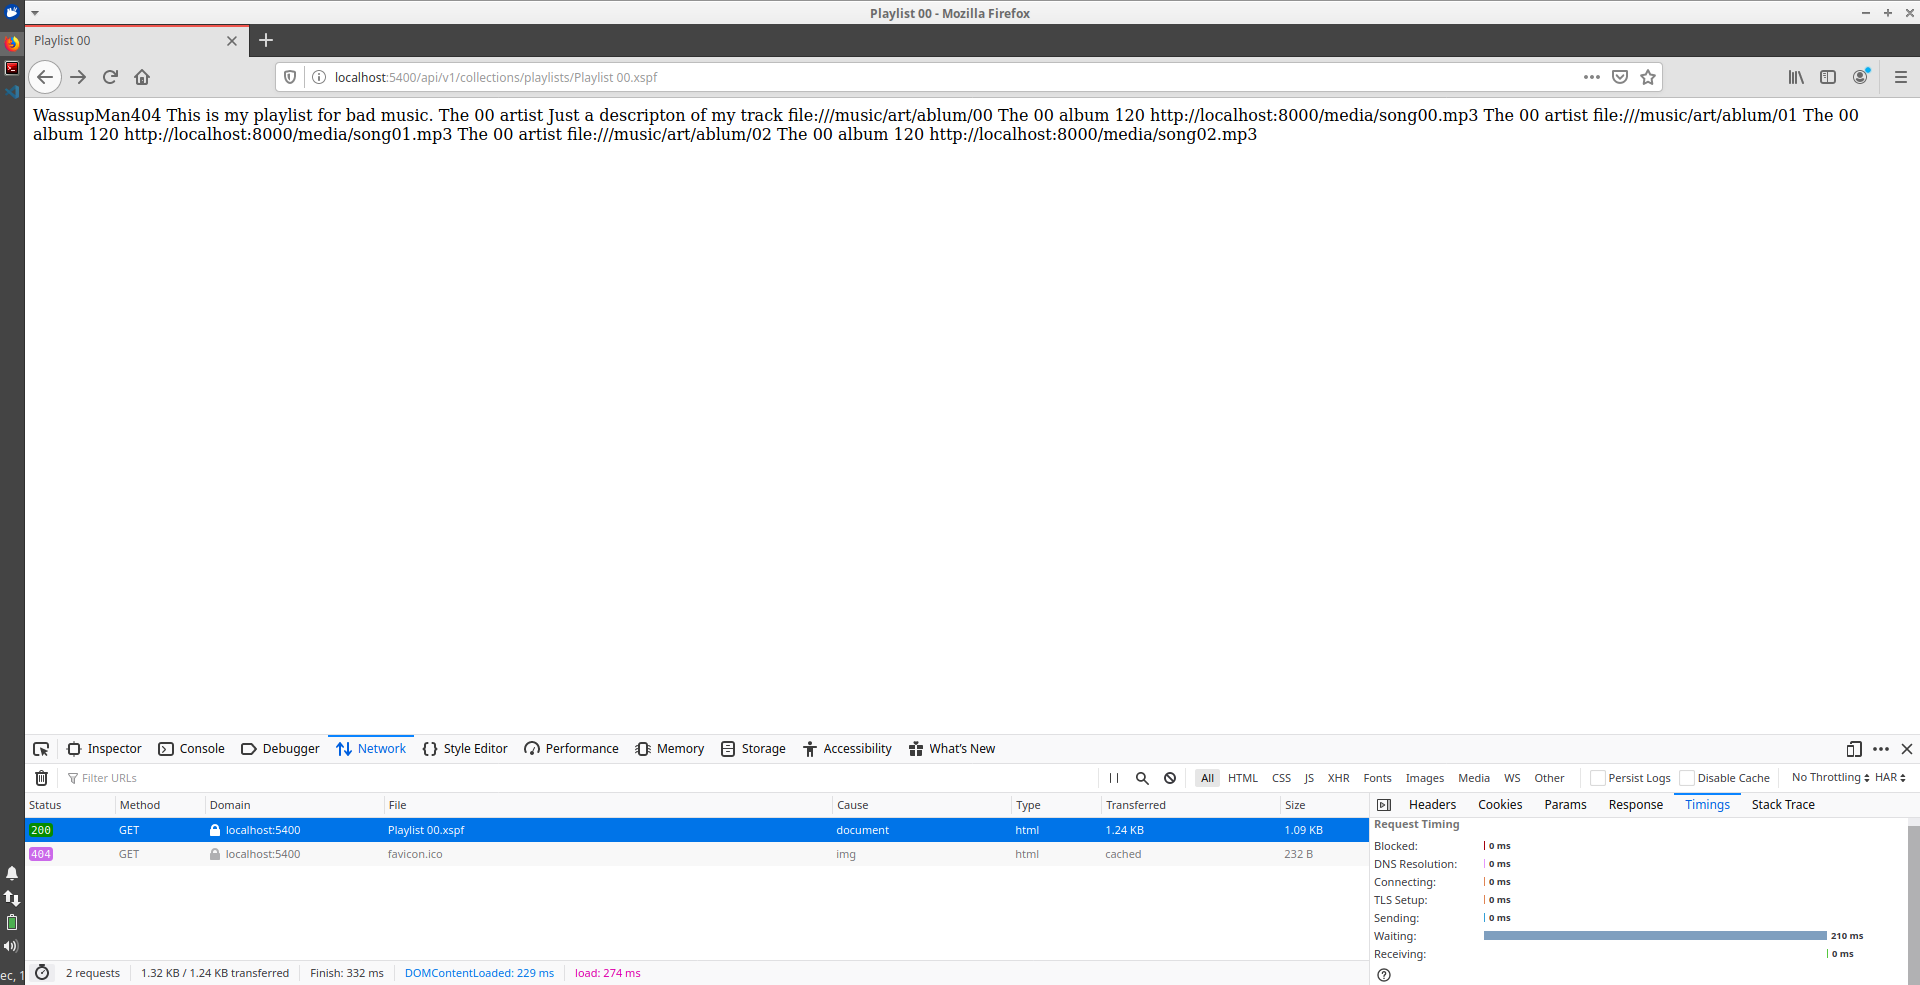 Playlist 00 - Mozilla Firefox
Playlist 00
localhost:5400/api/v1/collections/playlists/Playlist 00.xspf
WassupMan404 This is my playlist for bad music. The 00 artist Just a descripton of my track file:///music/art/ablum/00 The 00 album 120 http://localhost:8000/media/song00.mp3 The 00 artist file:///music/art/ablum/01 The 00
album 120 http://localhost:8000/media/song01.mp3 The 00 artist file:///music/art/ablum/02 The 00 album 120 http://localhost:8000/media/song02.mp3
Inspector Console Debugger Network Style Editor Performance Memory Storage Accessibility What's New
Filter URLs All HTML CSS JS XHR Fonts Images Media WS Other Persist Logs Disable Cache No Throttling HAR
Status Method Domain File Cause Type Transferred Size Headers Cookies Params Response Timings Stack Trace
200 GET localhost:5400 Playlist 00.xspf document html 1.24 KB 1.09 KB
404 GET localhost:5400 favicon.ico img html cached 232 B
Request Timing
Blocked: 0 ms
DNS Resolution: 0 ms
Connecting: 0 ms
TLS Setup: 0 ms
Sending: 0 ms
Waiting: 210 ms
Receiving: 0 ms
ec, 1
2 requests 1.32 KB / 1.24 KB transferred Finish: 332 ms DOMContentLoaded: 229 ms load: 274 ms